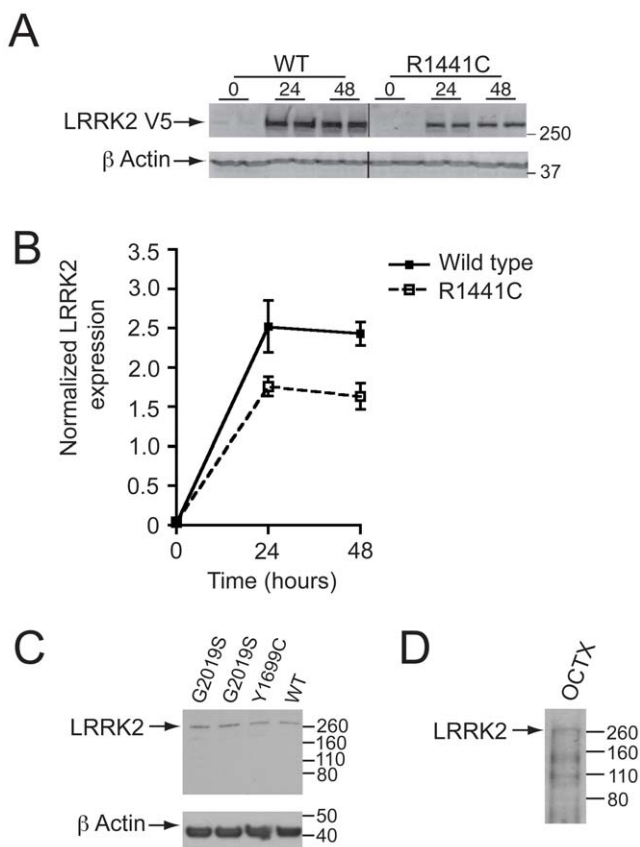 A
WT R1441C
0 24 48 0 24 48
LRRK2 V5
250
β Actin
37
B
Normalized LRRK2
expression
3.5
3.0
2.5
2.0
1.5
1.0
0.5
0
0 24 48
Time (hours)
Wild type
R1441C
C
G2019S
G2019S
Y1699C
WT
LRRK2
260
160
110
80
β Actin
50
40
D
OCTX
LRRK2
260
160
110
80